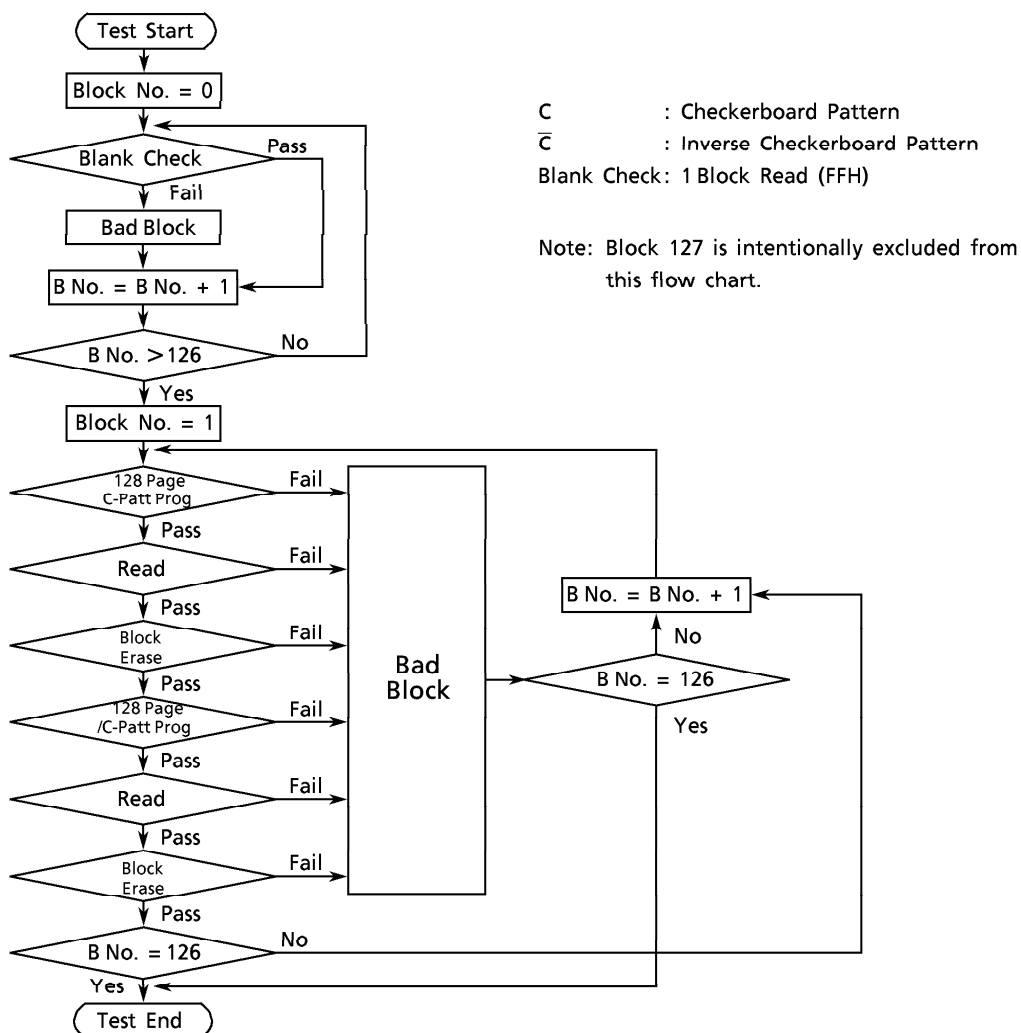 Test Start
Block No. = 0
Blank Check
Pass
Fail
Bad Block
B No. = B No. + 1
B No. > 126
No
Yes
Block No. = 1
128 Page
C-Patt Prog
Fail
Pass
Read
Fail
Pass
Block
Erase
Fail
Pass
128 Page
/C-Patt Prog
Fail
Pass
Read
Fail
Pass
Block
Erase
Fail
Pass
B No. = 126
No
Yes
Test End
Bad
Block
B No. = B No. + 1
No
B No. = 126
Yes
C : Checkerboard Pattern
C̅ : Inverse Checkerboard Pattern
Blank Check: 1 Block Read (FFH)
Note: Block 127 is intentionally excluded from
this flow chart.